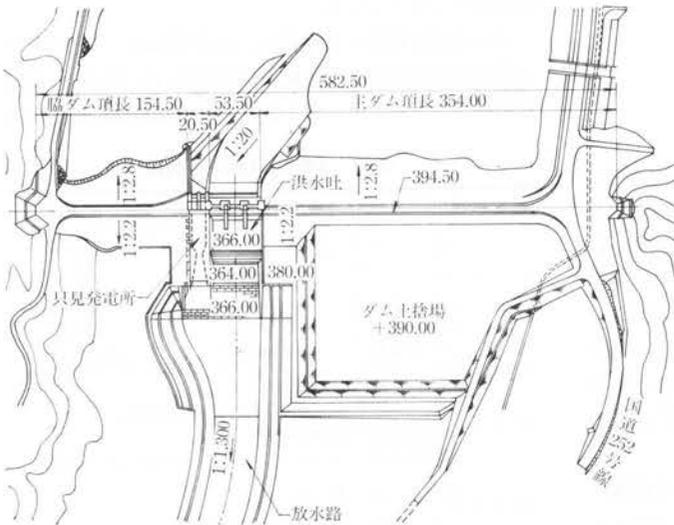 582.50
脇ダム頂長 154.50
53.50
主ダム頂長 354.00
20.50
1:20
1:2.8
洪水吐
1:2.8
394.50
1:2.2
366.00
1:2.2
364.00
380.00
只見発電所
366.00
ダム土捨場
+390.00
国道252号線
1:1,300
放水路